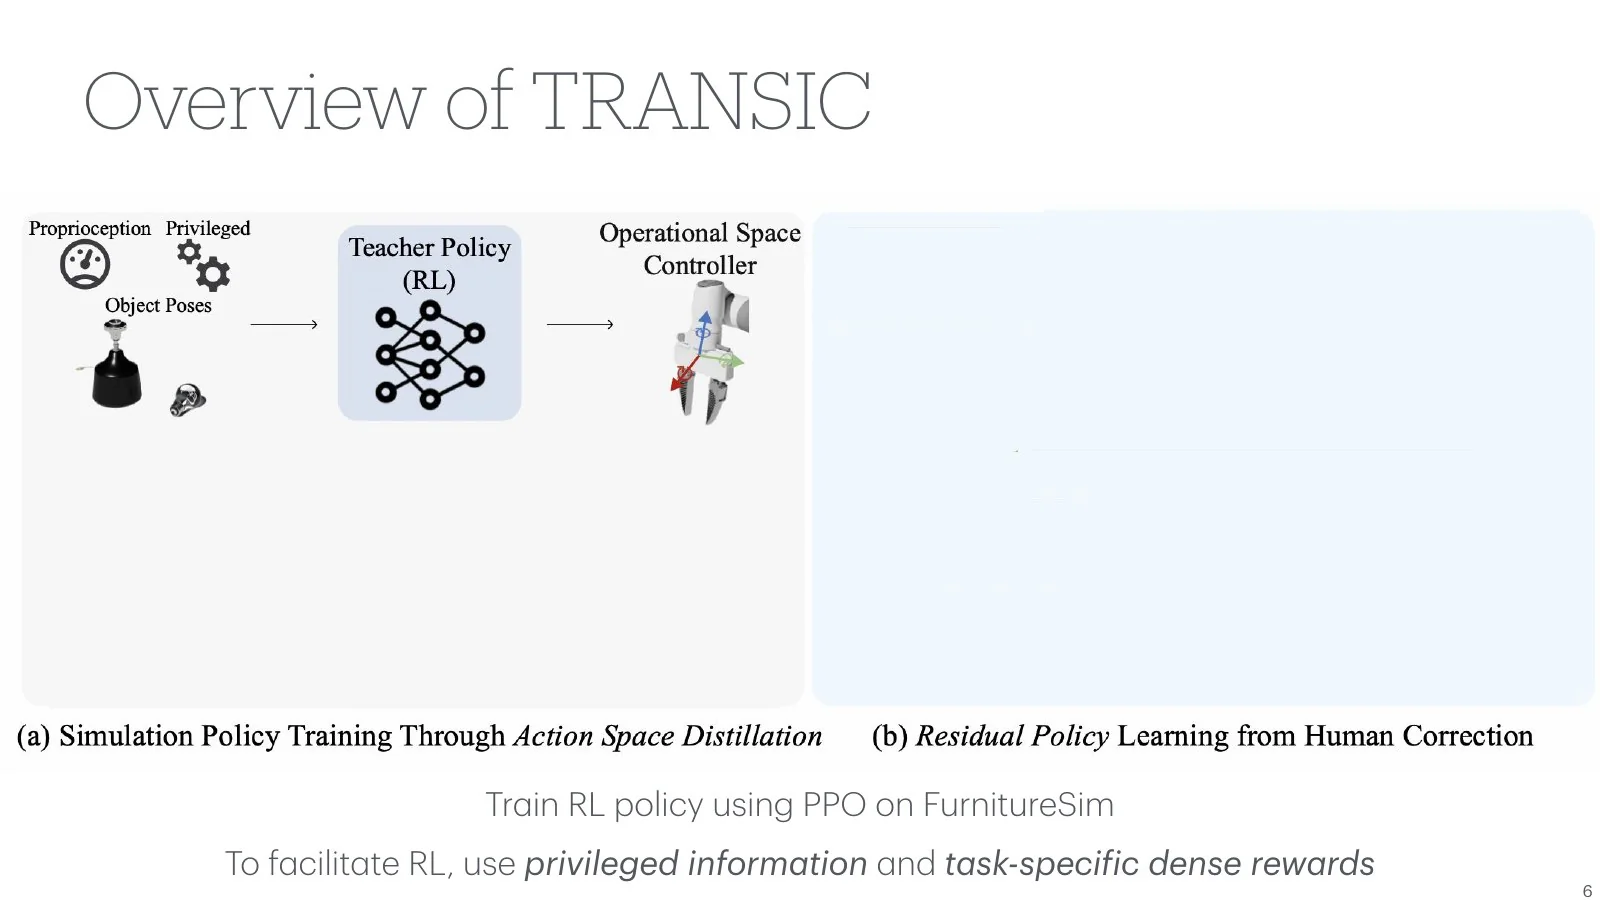 Overview of TRANSIC
Proprioception Privileged
Object Poses
Teacher Policy
(RL)
Operational Space
Controller
(a) Simulation Policy Training Through Action Space Distillation
(b) Residual Policy Learning from Human Correction
Train RL policy using PPO on FurnitureSim
To facilitate RL, use privileged information and task-specific dense rewards
6